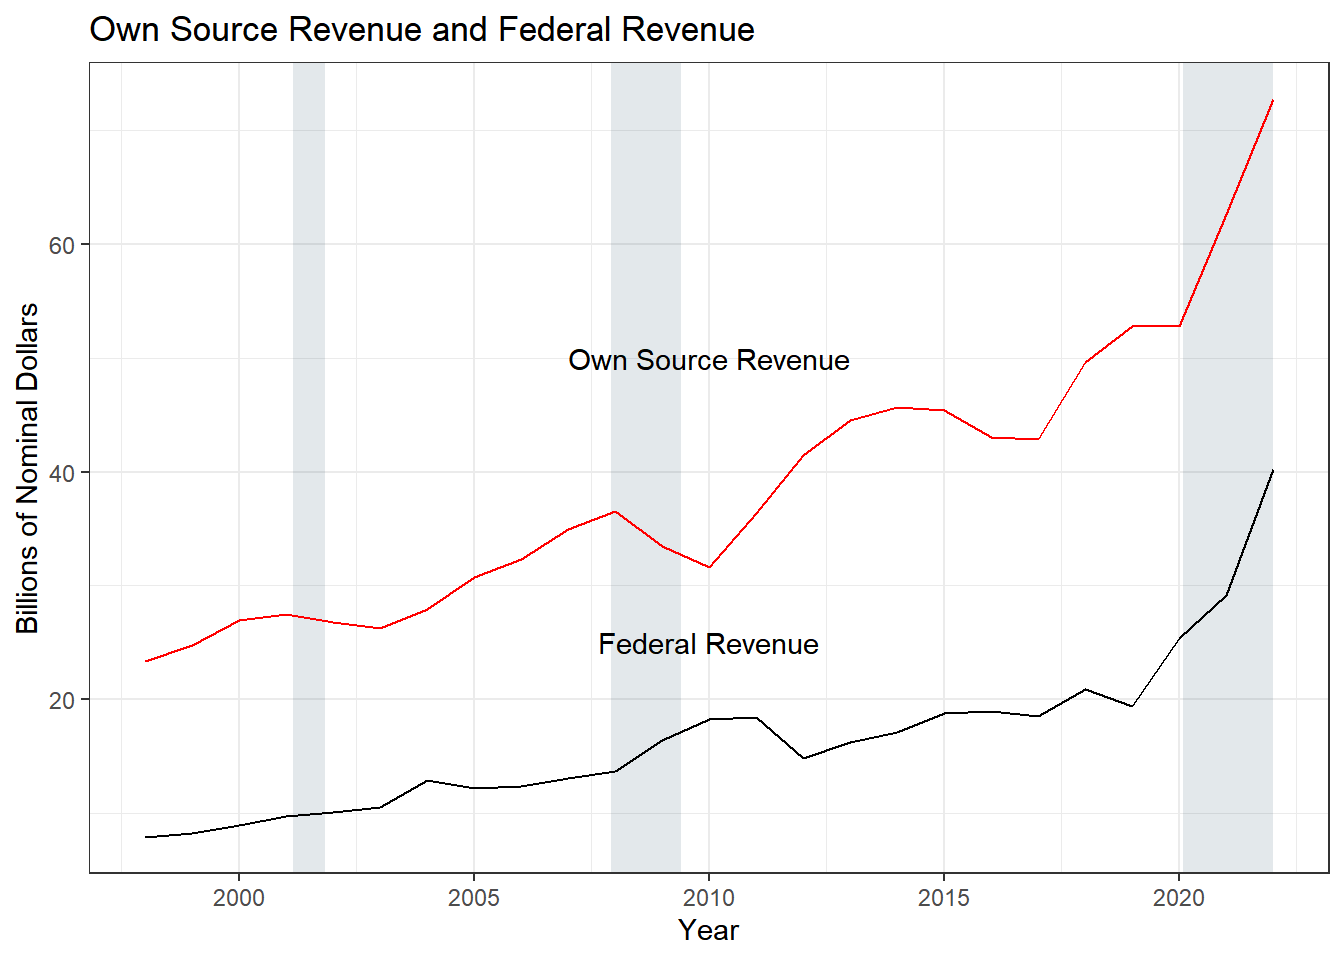 Own Source Revenue and Federal Revenue
Billions of Nominal Dollars
60
40
20
Own Source Revenue
Federal Revenue
2000 2005 2010 2015 2020
Year